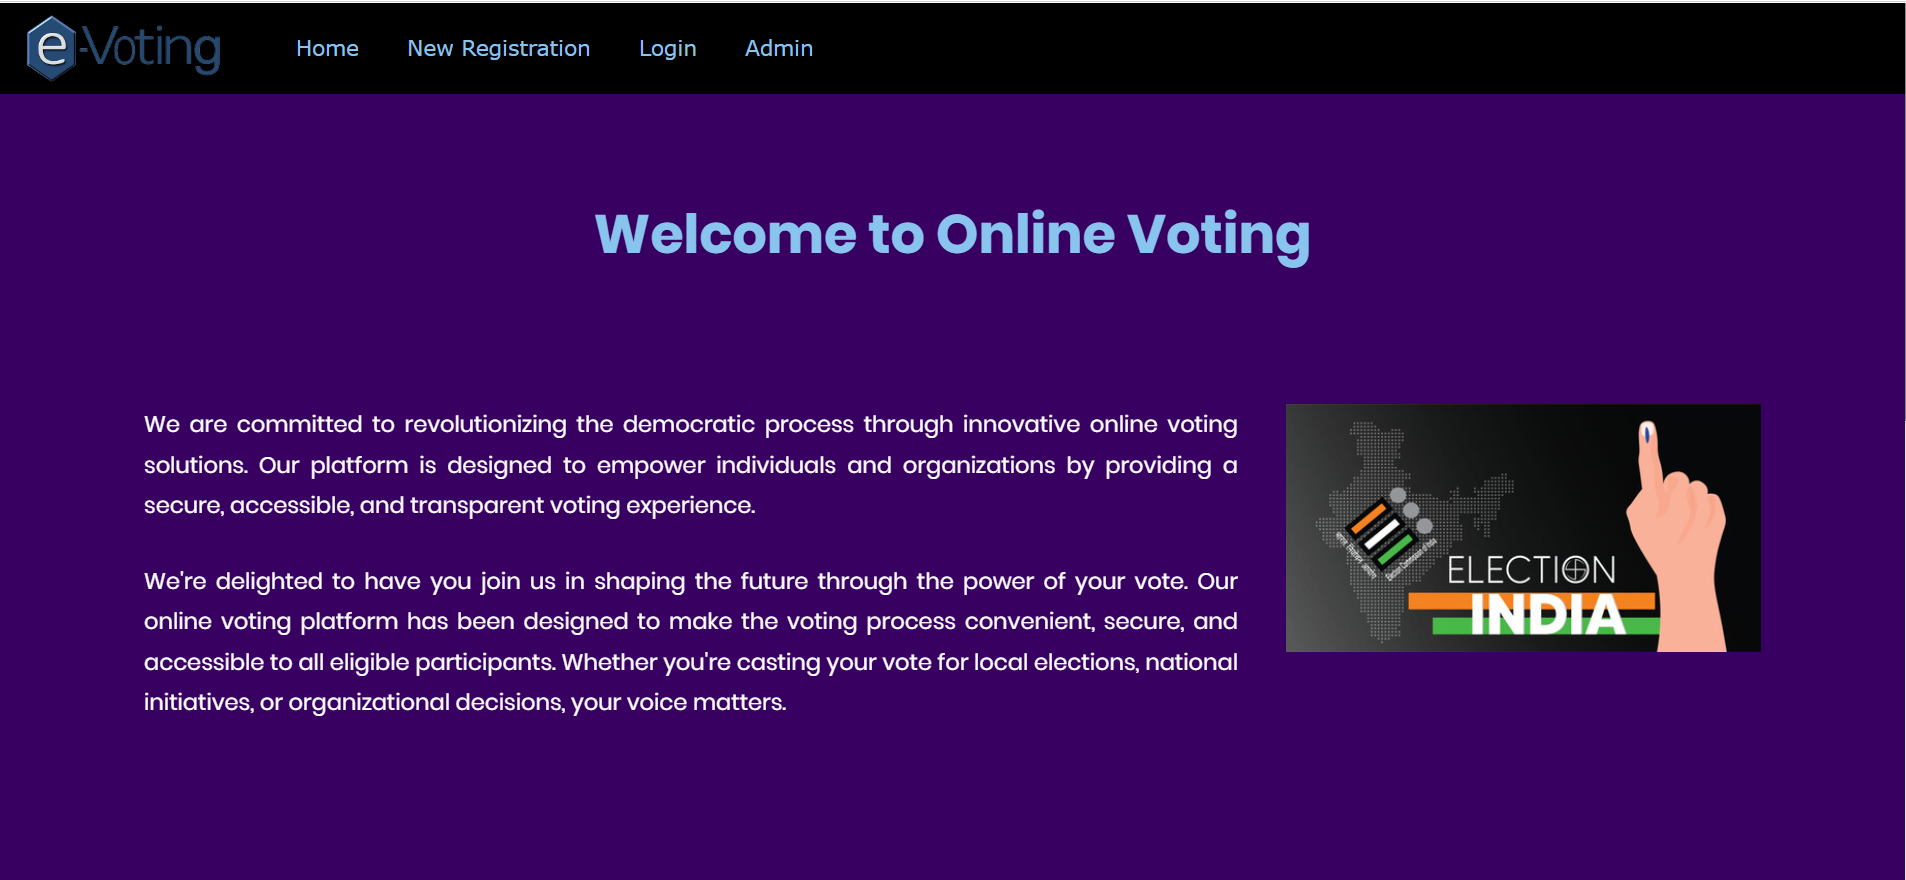 e-Voting
Home
New Registration
Login
Admin
Welcome to Online Voting
We are committed to revolutionizing the democratic process through innovative online voting
solutions. Our platform is designed to empower individuals and organizations by providing a
secure, accessible, and transparent voting experience.
We're delighted to have you join us in shaping the future through the power of your vote. Our
online voting platform has been designed to make the voting process convenient, secure, and
accessible to all eligible participants. Whether you're casting your vote for local elections, national
initiatives, or organizational decisions, your voice matters.
Election Commission of India
ELECTION
INDIA